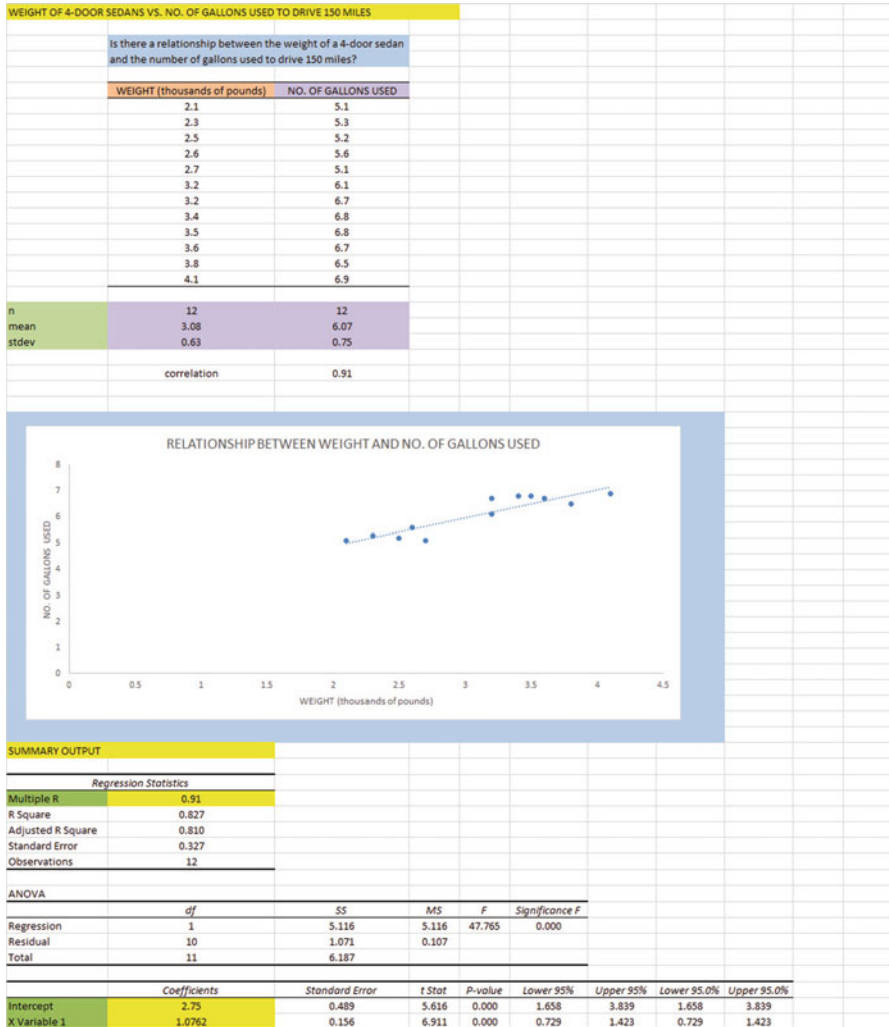 WEIGHT OF 4-DOOR SEDANS VS. NO. OF GALLONS USED TO DRIVE 150 MILES
Is there a relationship between the weight of a 4-door sedan
and the number of gallons used to drive 150 miles?
WEIGHT (thousands of pounds) NO. OF GALLONS USED
2.1 5.1
2.3 5.3
2.5 5.2
2.6 5.6
2.7 5.1
3.2 6.1
3.2 6.7
3.4 6.8
3.5 6.8
3.6 6.7
3.8 6.5
4.1 6.9
n 12 12
mean 3.08 6.07
stdev 0.63 0.75
correlation 0.91
RELATIONSHIP BETWEEN WEIGHT AND NO. OF GALLONS USED
NO. OF GALLONS USED
8
7
6
5
4
3
2
1
0
0 0.5 1 1.5 2 2.5 3 3.5 4 4.5
WEIGHT (thousands of pounds)
SUMMARY OUTPUT
Regression Statistics
Multiple R 0.91
R Square 0.827
Adjusted R Square 0.810
Standard Error 0.327
Observations 12
ANOVA
df SS MS F Significance F
Regression 1 5.116 5.116 47.765 0.000
Residual 10 1.071 0.107
Total 11 6.187
Coefficients Standard Error t Stat P-value Lower 95% Upper 95% Lower 95.0% Upper 95.0%
Intercept 2.75 0.489 5.616 0.000 1.658 3.839 1.658 3.839
X Variable 1 1.0762 0.156 6.911 0.000 0.729 1.423 0.729 1.423